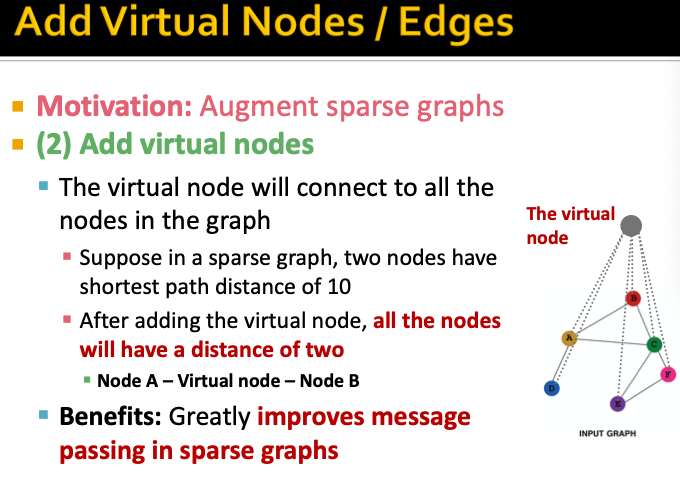 Add Virtual Nodes / Edges
Motivation: Augment sparse graphs
(2) Add virtual nodes
The virtual node will connect to all the
nodes in the graph
Suppose in a sparse graph, two nodes have
shortest path distance of 10
After adding the virtual node, all the nodes
will have a distance of two
Node A – Virtual node – Node B
Benefits: Greatly improves message
passing in sparse graphs
The virtual
node
B
A
C
F
D
E
INPUT GRAPH